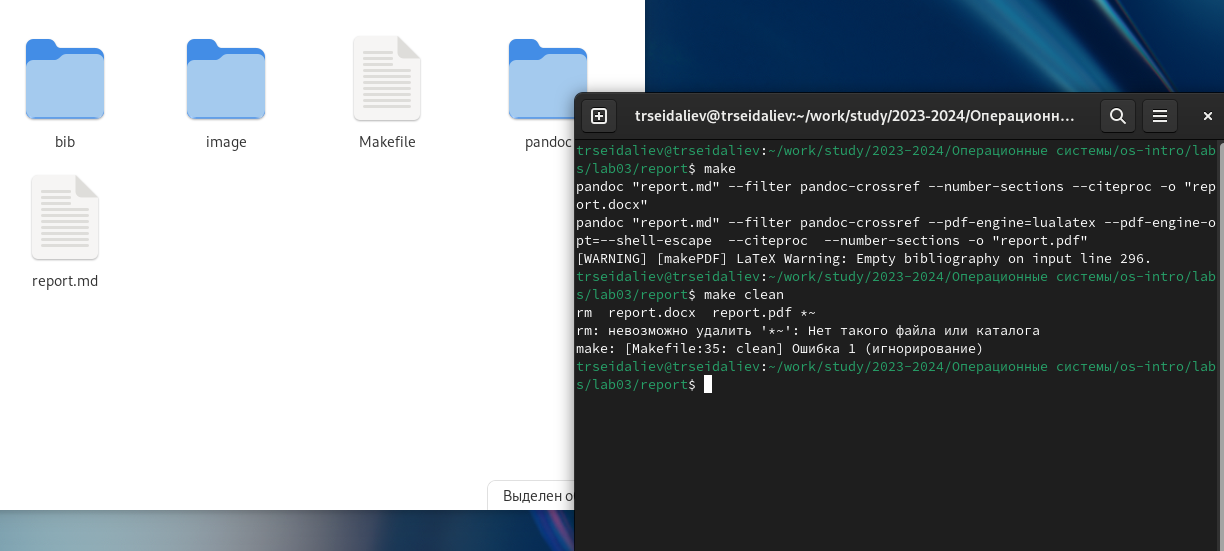 bib
image
Makefile
pandoc
report.md
Выделен
trseidaliev@trseidaliev:~/work/study/2023-2024/Операционн...
trseidaliev@trseidaliev:~/work/study/2023-2024/Операционные системы/os-intro/lab
s/lab03/report$ make
pandoc "report.md" --filter pandoc-crossref --number-sections --citeproc -o "rep
ort.docx"
pandoc "report.md" --filter pandoc-crossref --pdf-engine=lualatex --pdf-engine-o
pt=--shell-escape  --citeproc  --number-sections -o "report.pdf"
[WARNING] [makePDF] LaTeX Warning: Empty bibliography on input line 296.
trseidaliev@trseidaliev:~/work/study/2023-2024/Операционные системы/os-intro/lab
s/lab03/report$ make clean
rm  report.docx  report.pdf *~
rm: невозможно удалить '*~': Нет такого файла или каталога
make: [Makefile:35: clean] Ошибка 1 (игнорирование)
trseidaliev@trseidaliev:~/work/study/2023-2024/Операционные системы/os-intro/lab
s/lab03/report$